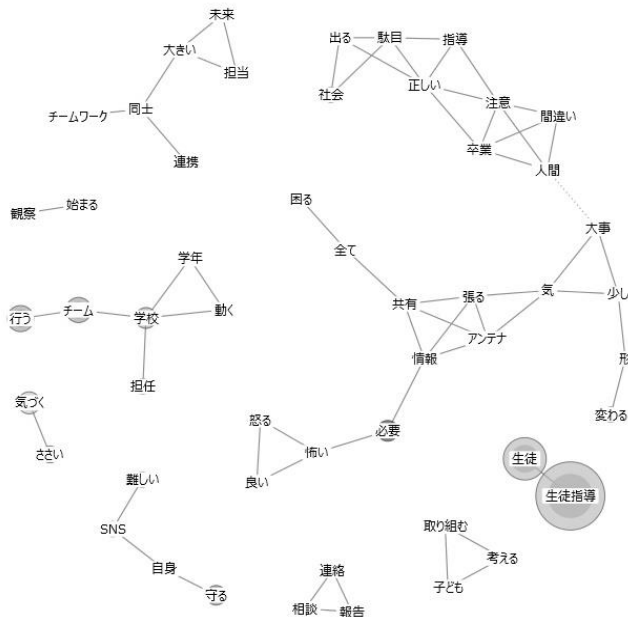 未来
大きい
担当
チームワーク
同士
連携
出る
駄目
指導
社会
正しい
注意
間違い
卒業
人間
観察
始まる
困る
全て
大事
学年
行う
チーム
学校
動く
担任
共有
張る
気
少し
アンテナ
情報
形
変わる
気づく
ささい
怒る
怖い
良い
必要
生徒
生徒指導
難しい
SNS
自身
守る
取り組む
考える
子ども
連絡
相談
報告